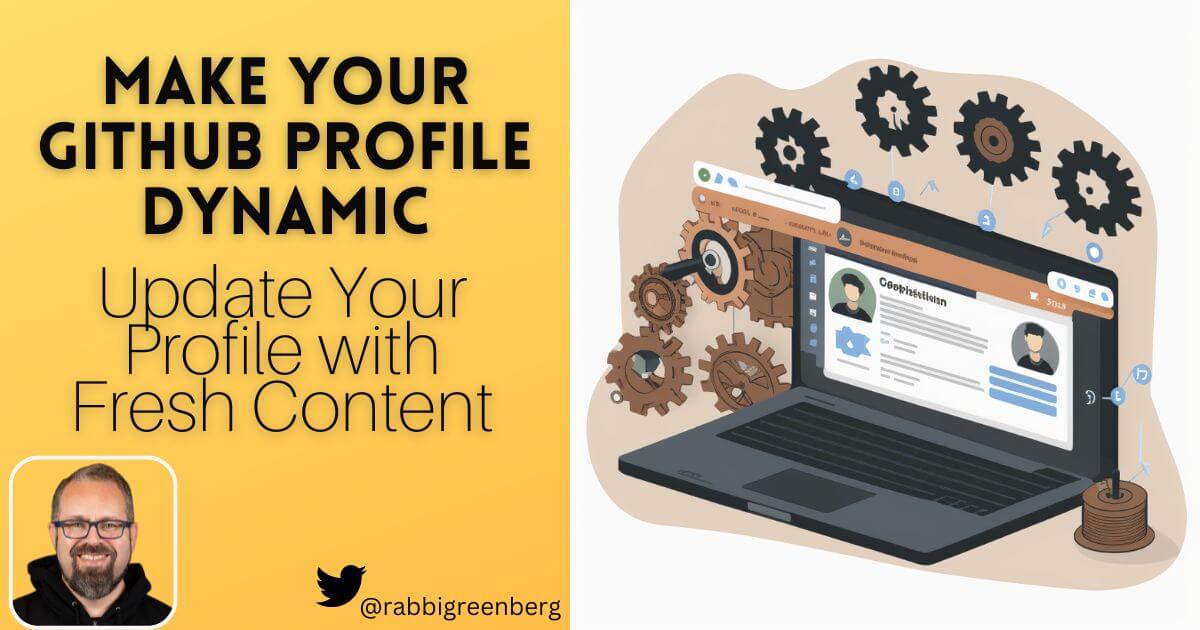 MAKE YOUR
GITHUB PROFILE
DYNAMIC
Update Your
Profile with
Fresh Content
@rabbigreenberg